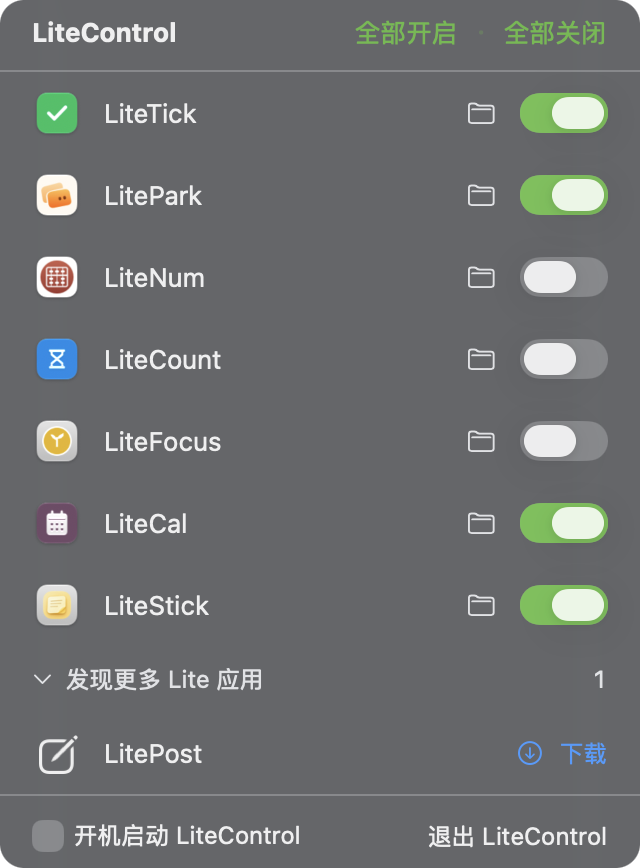 LiteControl 全部开启 · 全部关闭
LiteTick
LitePark
LiteNum
LiteCount
LiteFocus
LiteCal
LiteStick
发现更多 Lite 应用 1
LitePost 下载
开机启动 LiteControl 退出 LiteControl